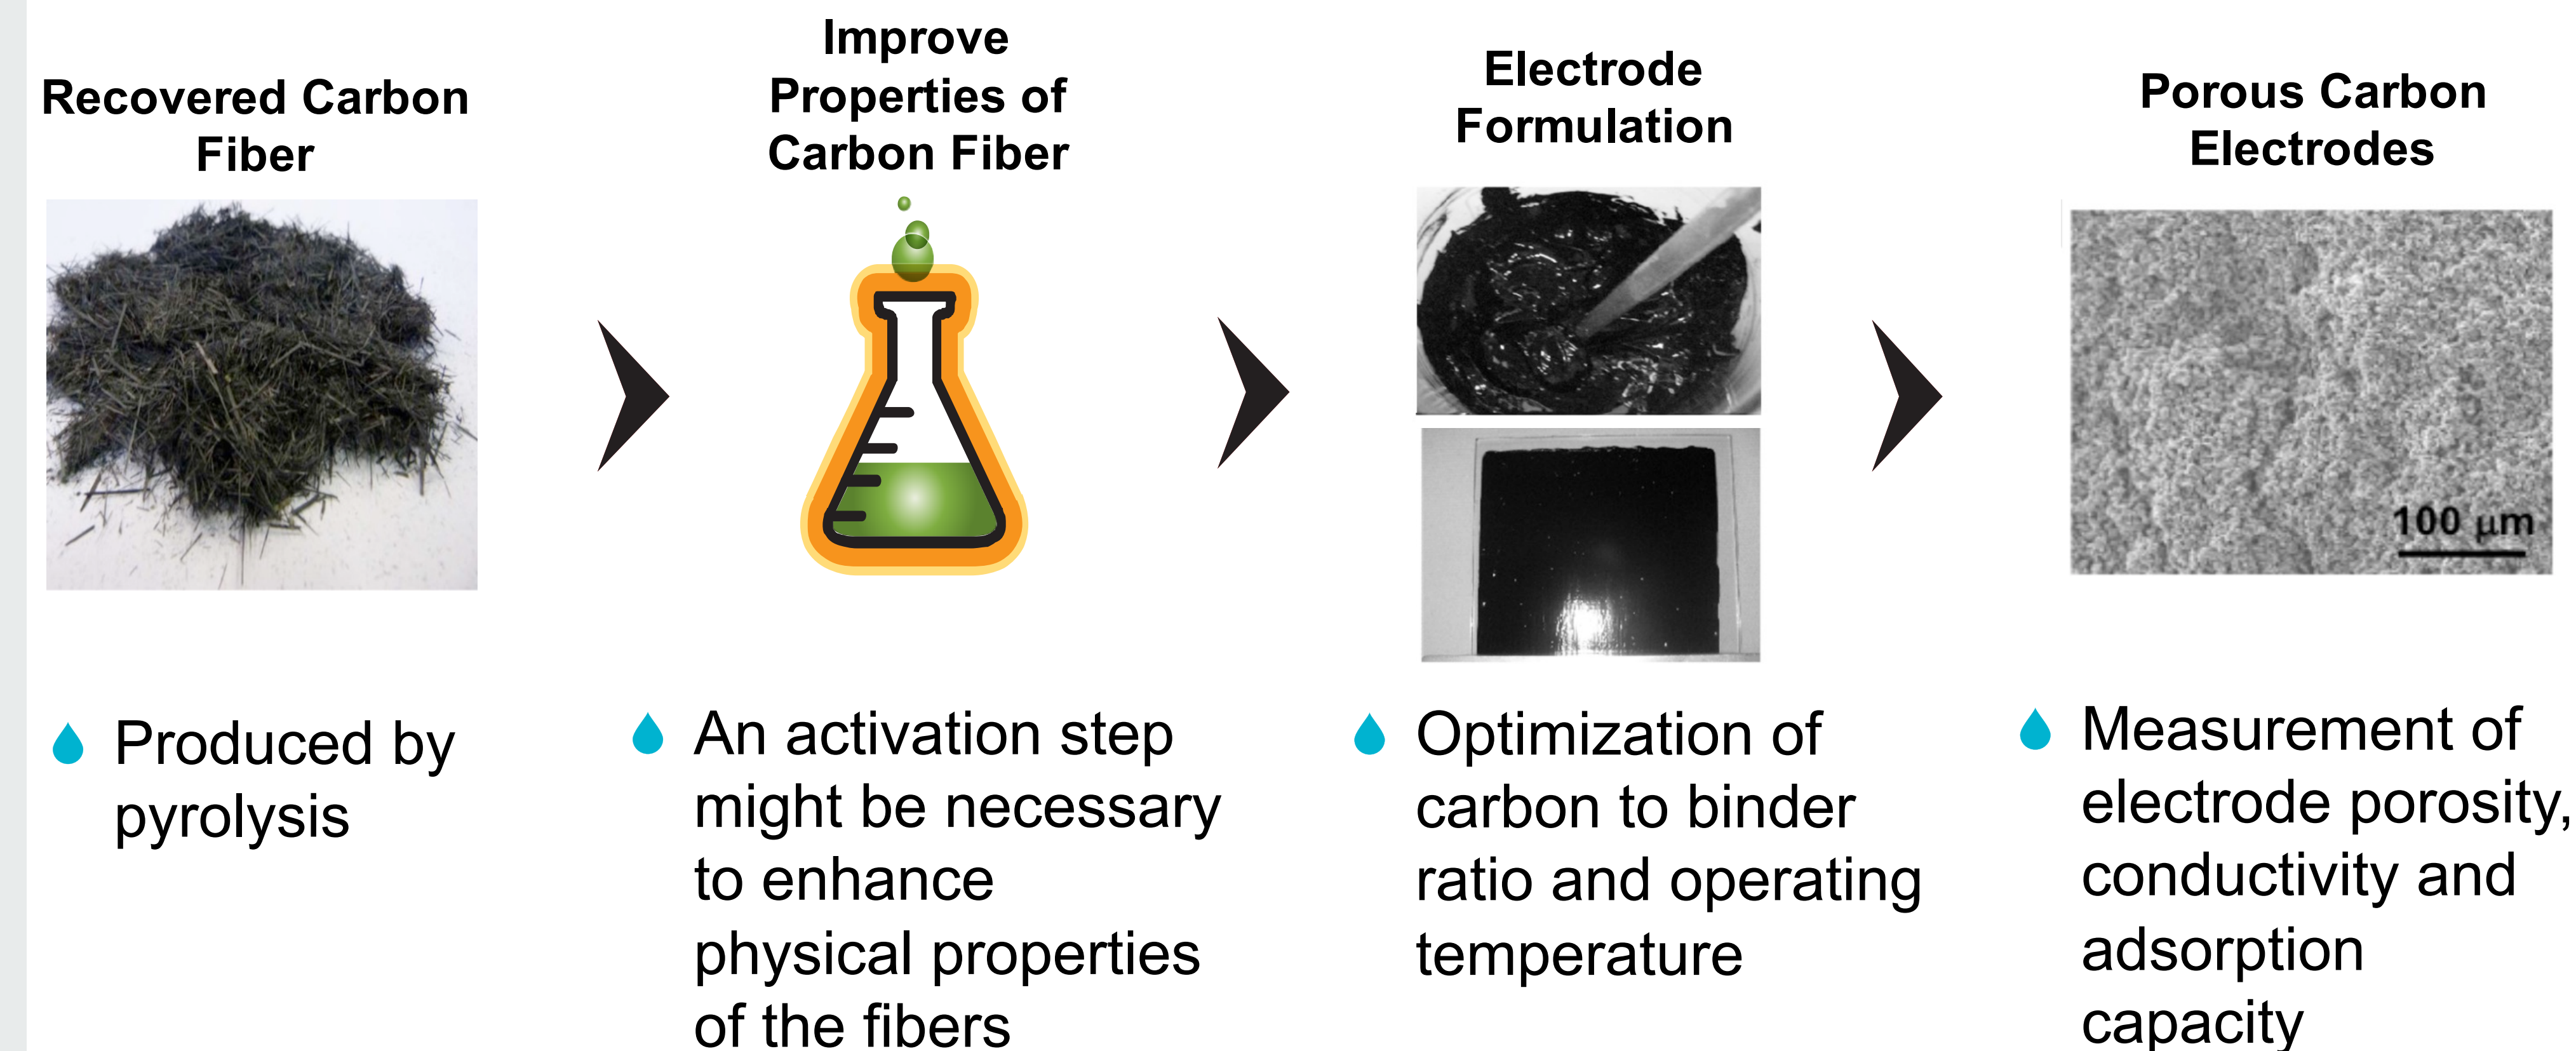 Recovered Carbon
Fiber
Produced by
pyrolysis
Improve
Properties of
Carbon Fiber
An activation step
might be necessary
to enhance
physical properties
of the fibers
Electrode
Formulation
Optimization of
carbon to binder
ratio and operating
temperature
Porous Carbon
Electrodes
100 μm
Measurement of
electrode porosity,
conductivity and
adsorption
capacity